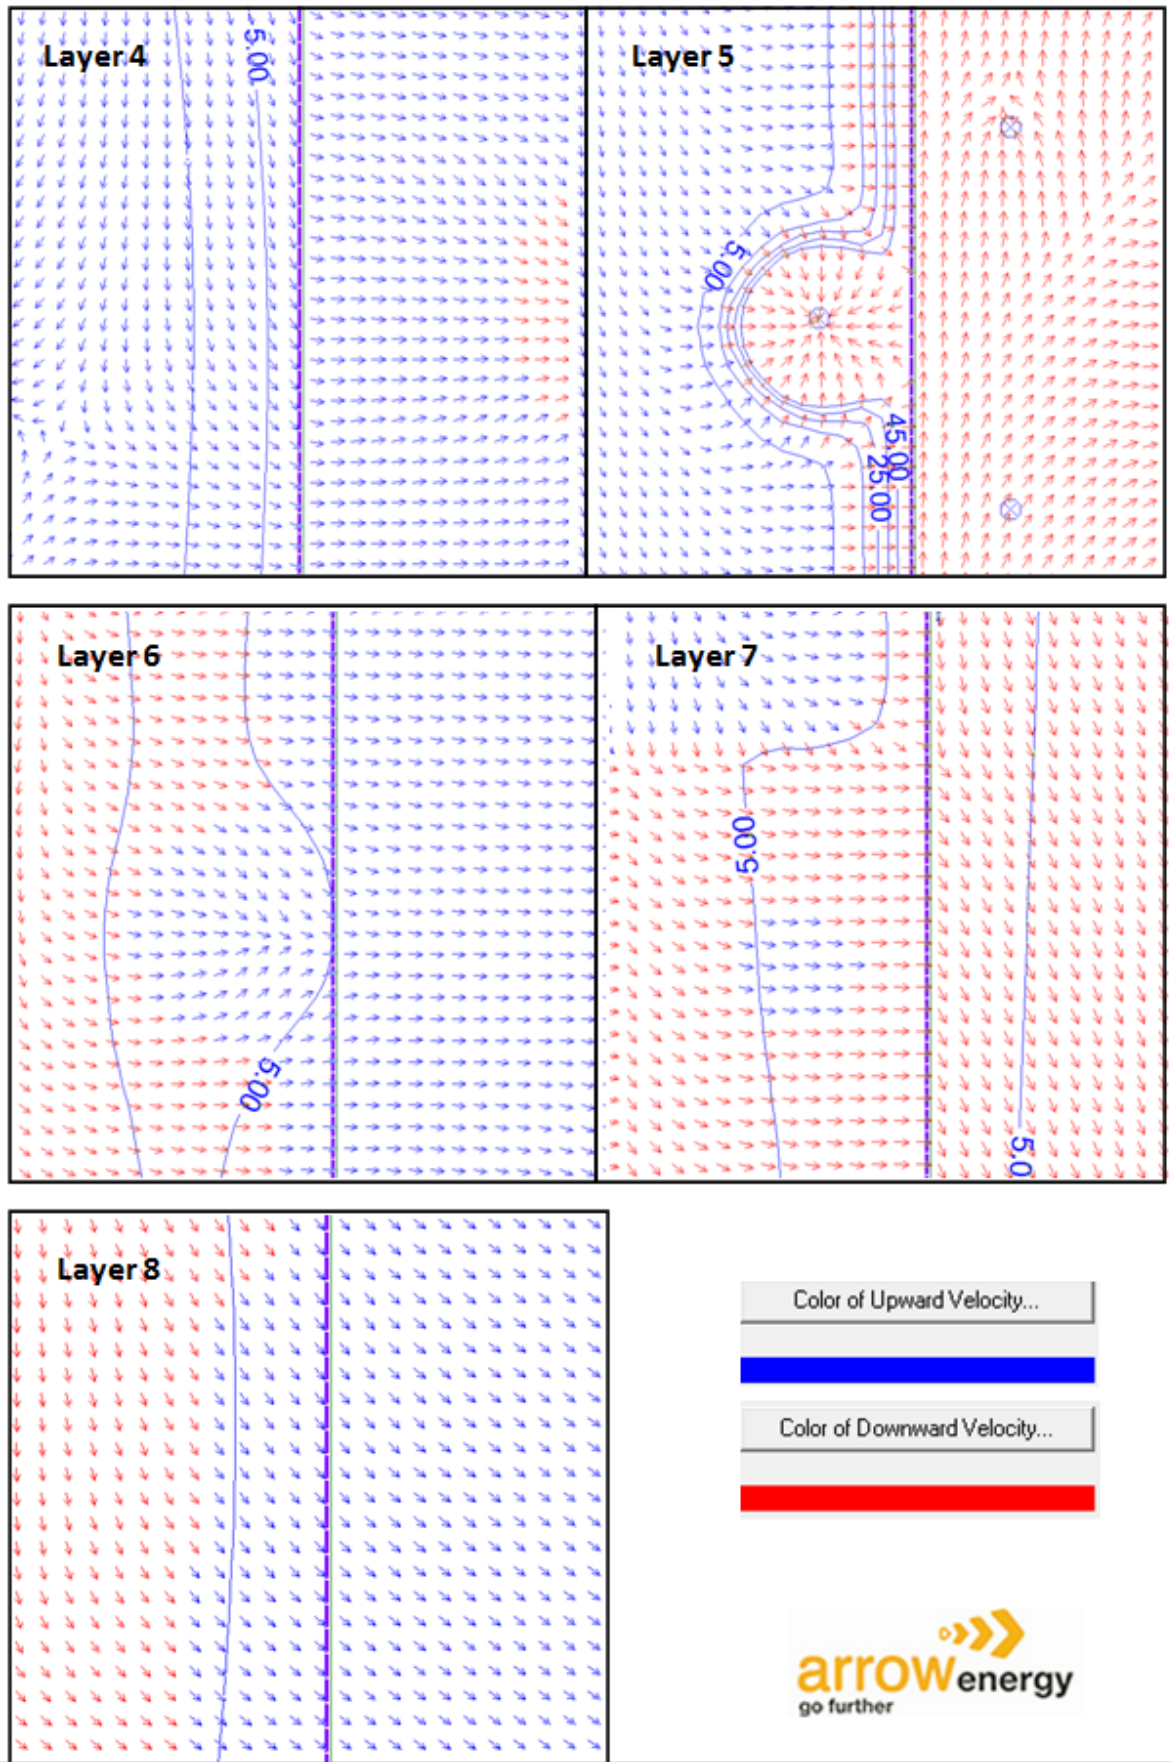 Layer 4
5.00
Layer 5
5.00
45.00
25.00
Layer 6
5.00
Layer 7
5.00
5.0
Layer 8
Color of Upward Velocity...
Color of Downward Velocity...
arrow energy
go further